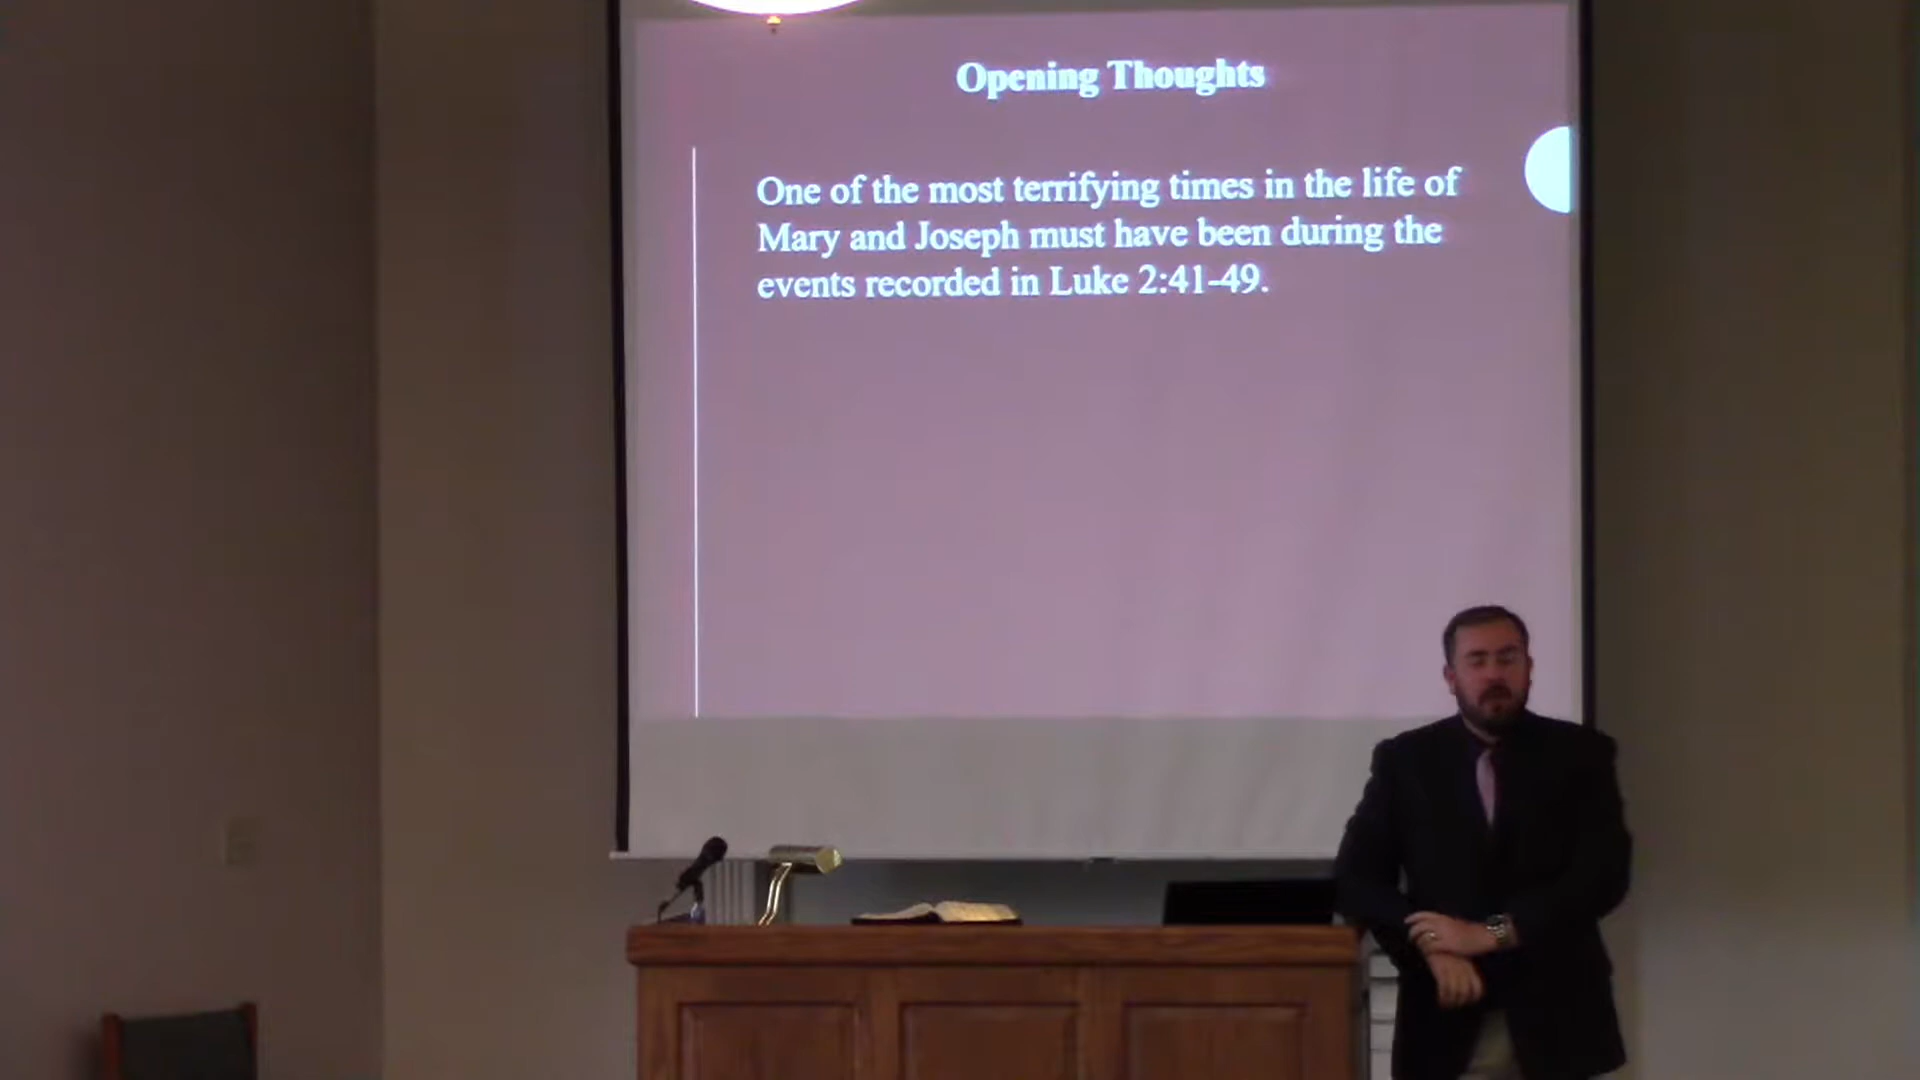 Opening Thoughts
One of the most terrifying times in the life of
Mary and Joseph must have been during the
events recorded in Luke 2:41-49.